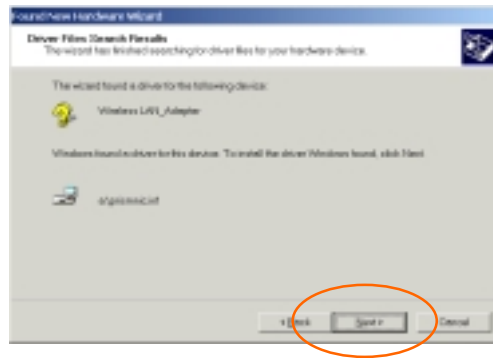 Found New Hardware Wizard
Driver Files Search Results
The wizard has finished searching for driver files for your hardware device.
The wizard found a driver for the following device:
Wireless LAN_Adapter
Windows found a driver for this device. To install the driver Windows found, click Next.
< Back
Next >
Cancel